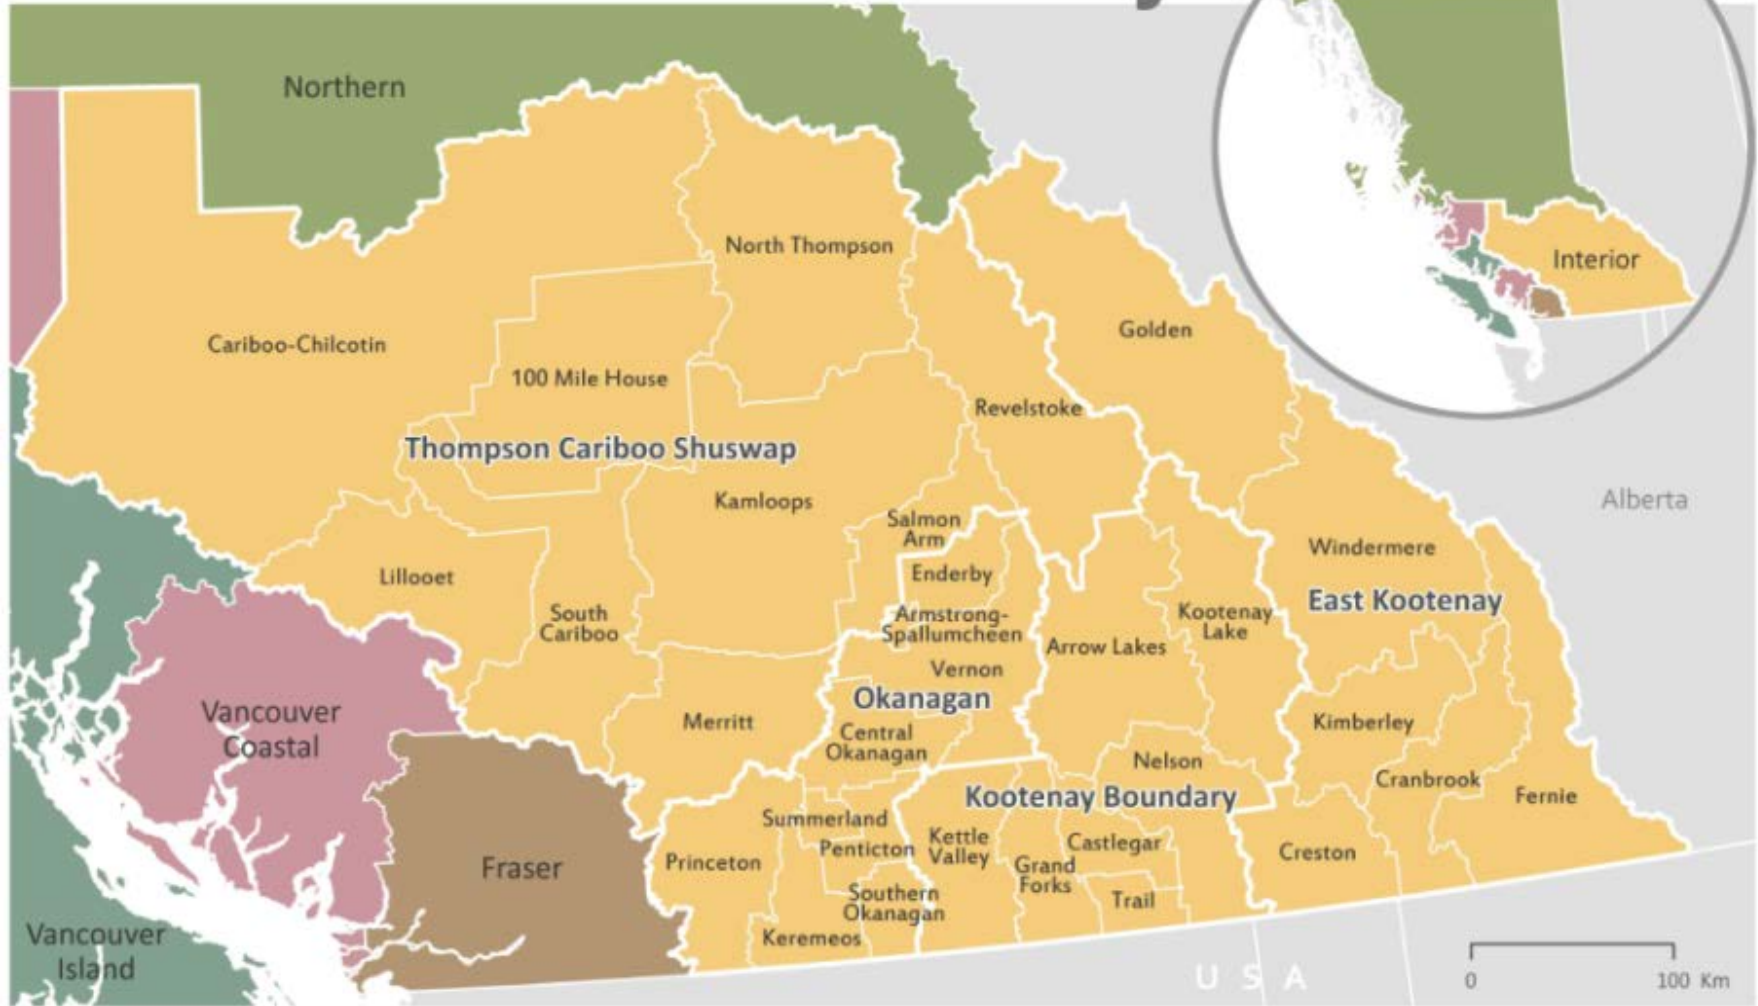 Northern
North Thompson
Interior
Golden
Cariboo-Chilcotin
100 Mile House
Revelstoke
Thompson Cariboo Shuswap
Kamloops
Alberta
Salmon
Arm
Windermere
Enderby
Lillooet
East Kootenay
South
Cariboo
Armstrong-
Spallumcheen
Kootenay
Lake
Arrow Lakes
Vernon
Okanagan
Vancouver
Coastal
Merritt
Kimberley
Central
Okanagan
Nelson
Cranbrook
Kootenay Boundary
Fernie
Summerland
Kettle
Valley
Castlegar
Penticton
Creston
Princeton
Fraser
Grand
Forks
Southern
Okanagan
Trail
Keremeos
Vancouver
Island
USA
0 100 Km